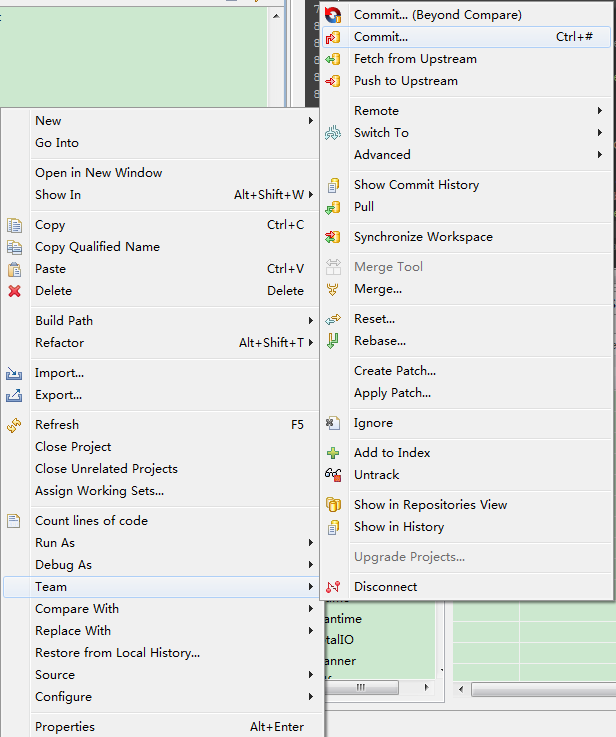 New
Go Into
Open in New Window
Show In Alt+Shift+W
Copy Ctrl+C
Copy Qualified Name
Paste Ctrl+V
Delete Delete
Build Path
Refactor Alt+Shift+T
Import...
Export...
Refresh F5
Close Project
Close Unrelated Projects
Assign Working Sets...
Count lines of code
Run As
Debug As
Team
Compare With
Replace With
Restore from Local History...
Source
Configure
Properties Alt+Enter
Commit... (Beyond Compare)
Commit... Ctrl+#
Fetch from Upstream
Push to Upstream
Remote
Switch To
Advanced
Show Commit History
Pull
Synchronize Workspace
Merge Tool
Merge...
Reset...
Rebase...
Create Patch...
Apply Patch...
Ignore
Add to Index
Untrack
Show in Repositories View
Show in History
Upgrade Projects...
Disconnect
antime
talIO
anner